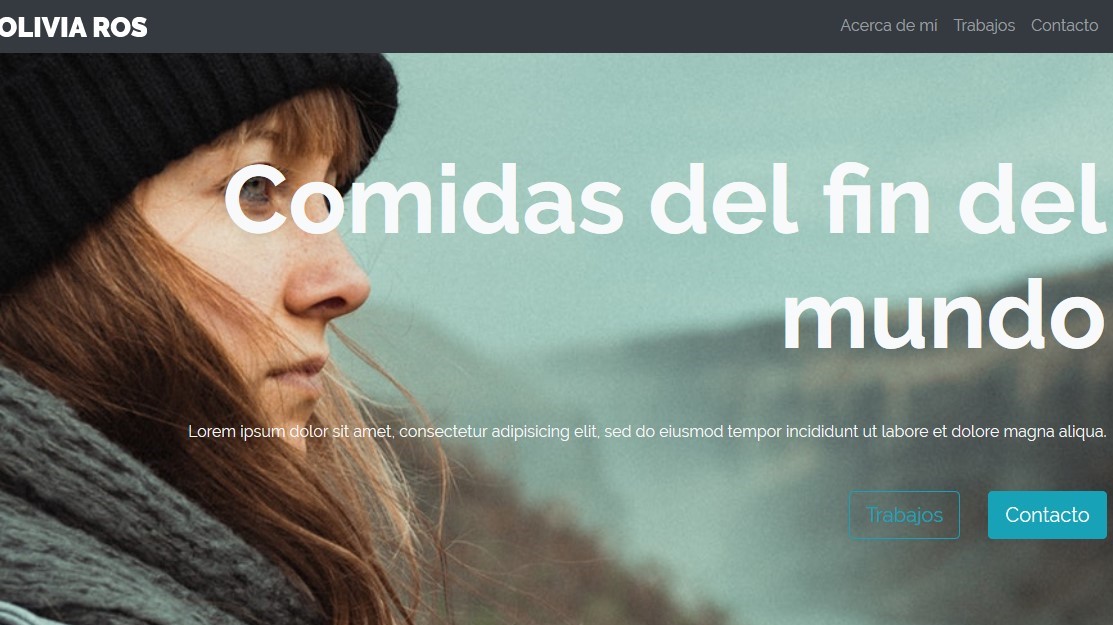 OLIVIA ROS
Acerca de mí Trabajos Contacto
Comidas del fin del
mundo
Lorem ipsum dolor sit amet, consectetur adipisicing elit, sed do eiusmod tempor incididunt ut labore et dolore magna aliqua.
Trabajos Contacto